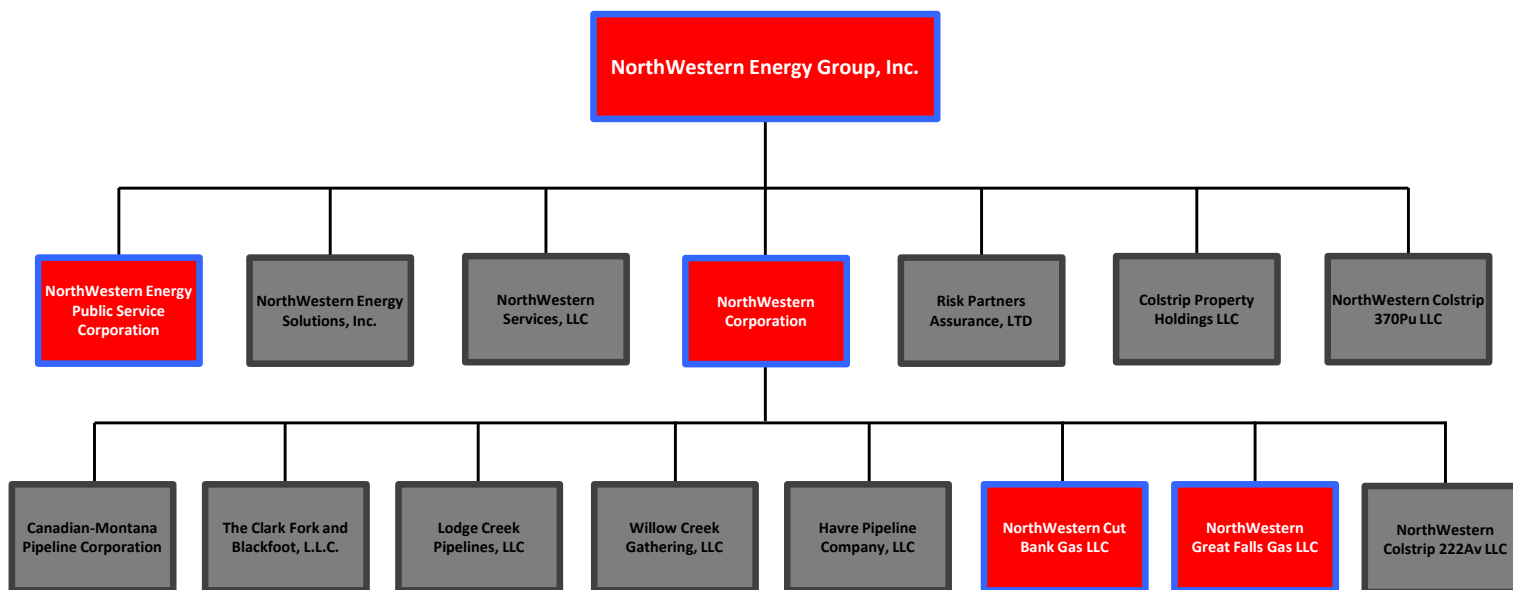 NorthWestern Energy Group, Inc.
NorthWestern Energy
Public Service
Corporation
NorthWestern Energy
Solutions, Inc.
NorthWestern
Services, LLC
NorthWestern
Corporation
Risk Partners
Assurance, LTD
Colstrip Property
Holdings LLC
NorthWestern Colstrip
370Pu LLC
Canadian-Montana
Pipeline Corporation
The Clark Fork and
Blackfoot, L.L.C.
Lodge Creek
Pipelines, LLC
Willow Creek
Gathering, LLC
Havre Pipeline
Company, LLC
NorthWestern Cut
Bank Gas LLC
NorthWestern
Great Falls Gas LLC
NorthWestern
Colstrip 222Av LLC